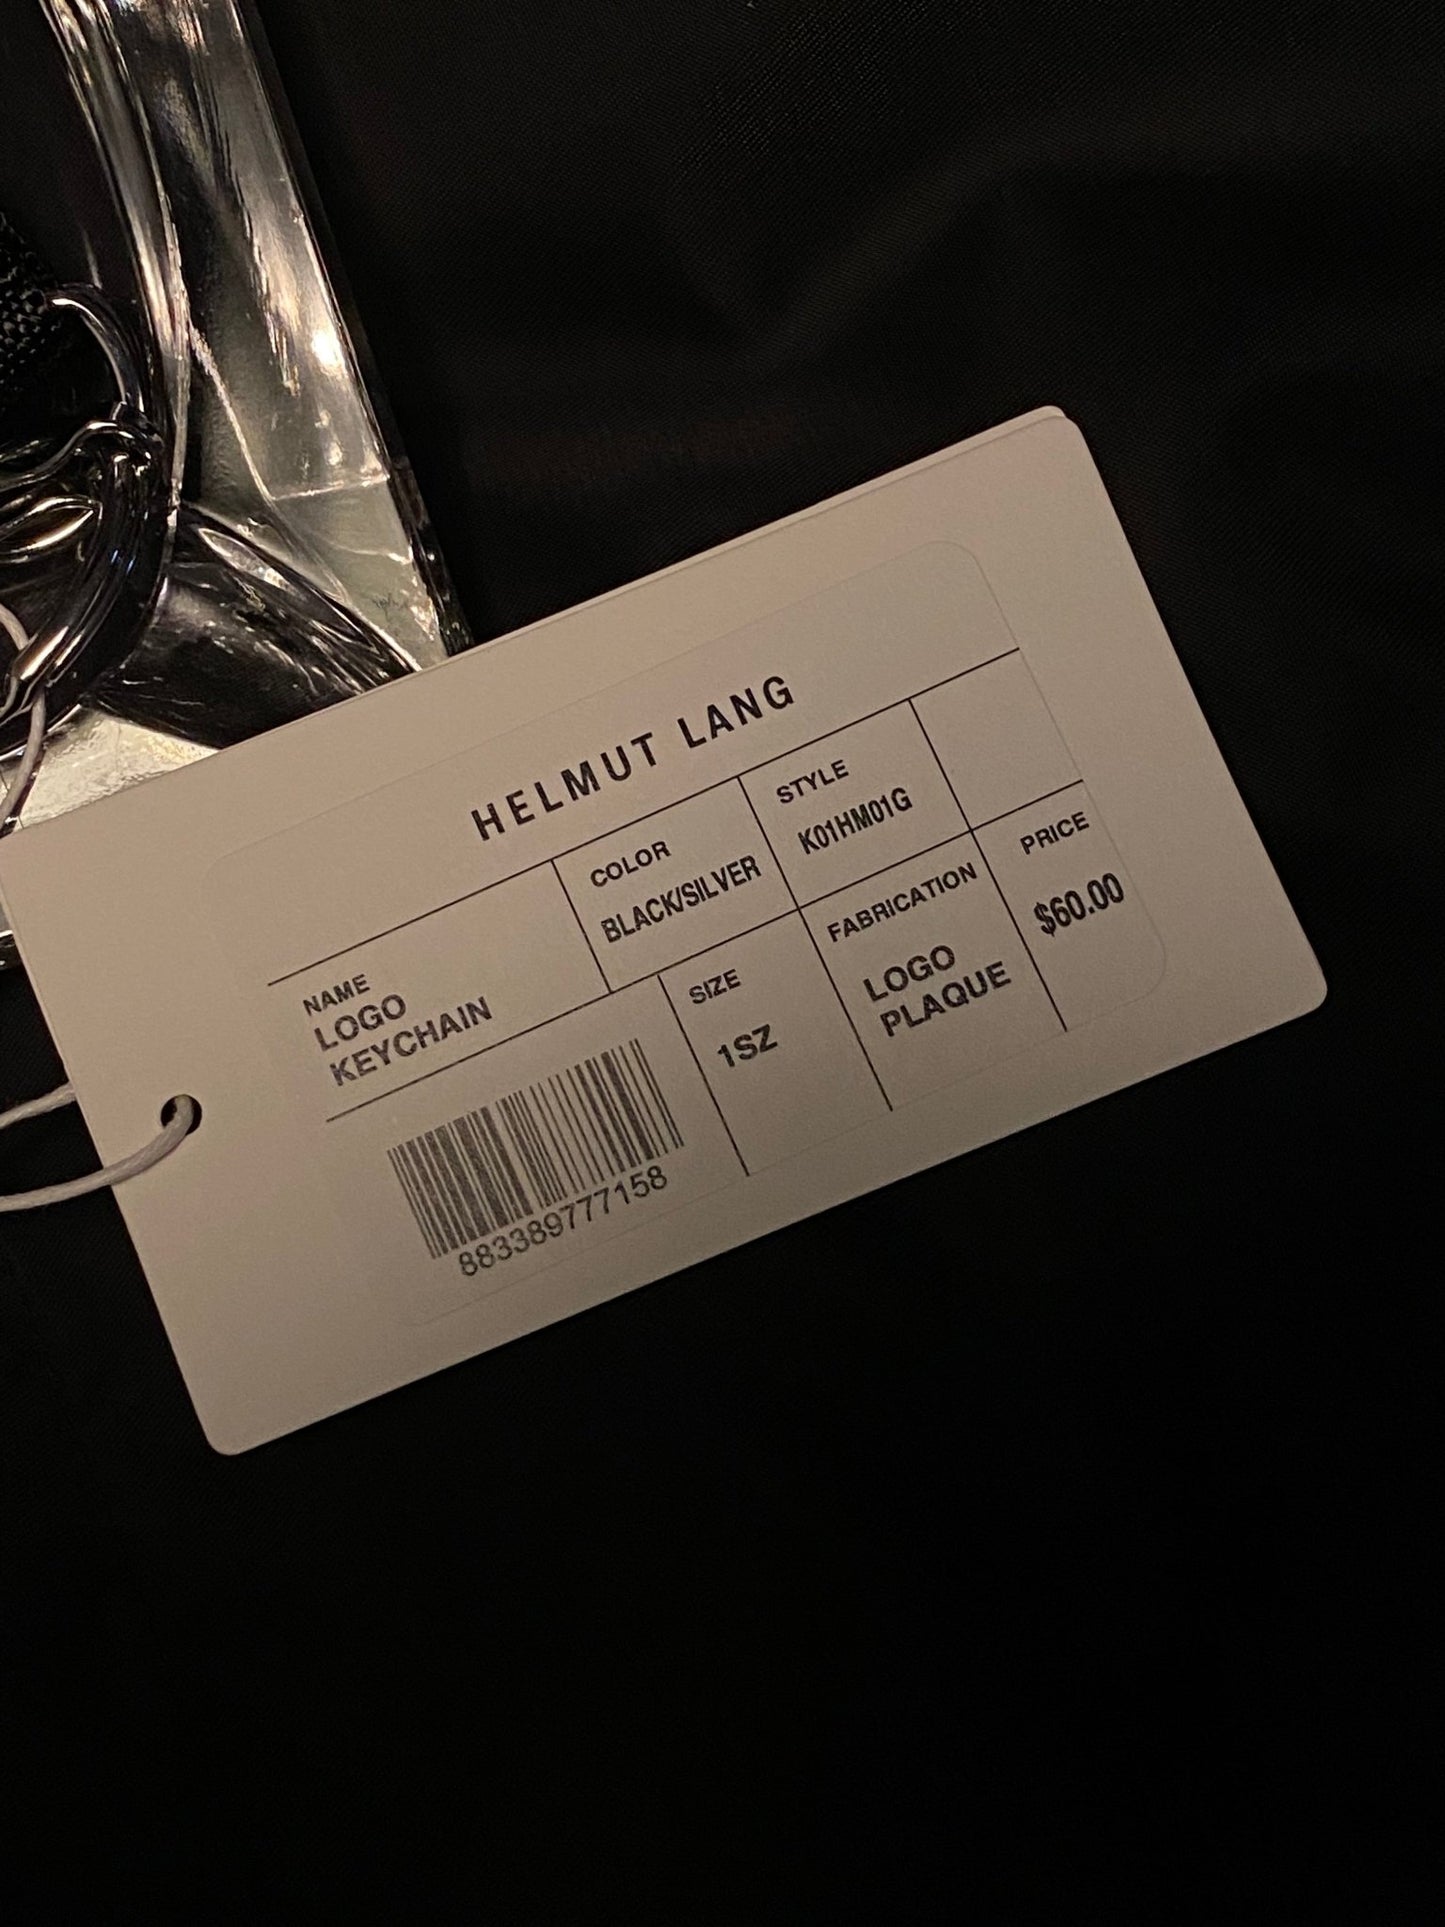 HELMUT LANG
NAME
LOGO
KEYCHAIN
COLOR
BLACK/SILVER
STYLE
K01HM01G
883389777158
SIZE
1SZ
FABRICATION
LOGO
PLAQUE
PRICE
$60.00